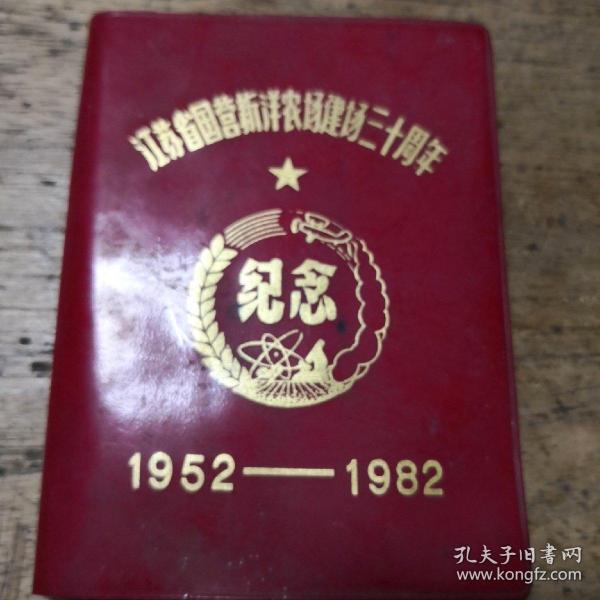 江苏省国营新洋农场建场三十周年
纪念
1952——1982
孔夫子旧书网
www.kongfz.com